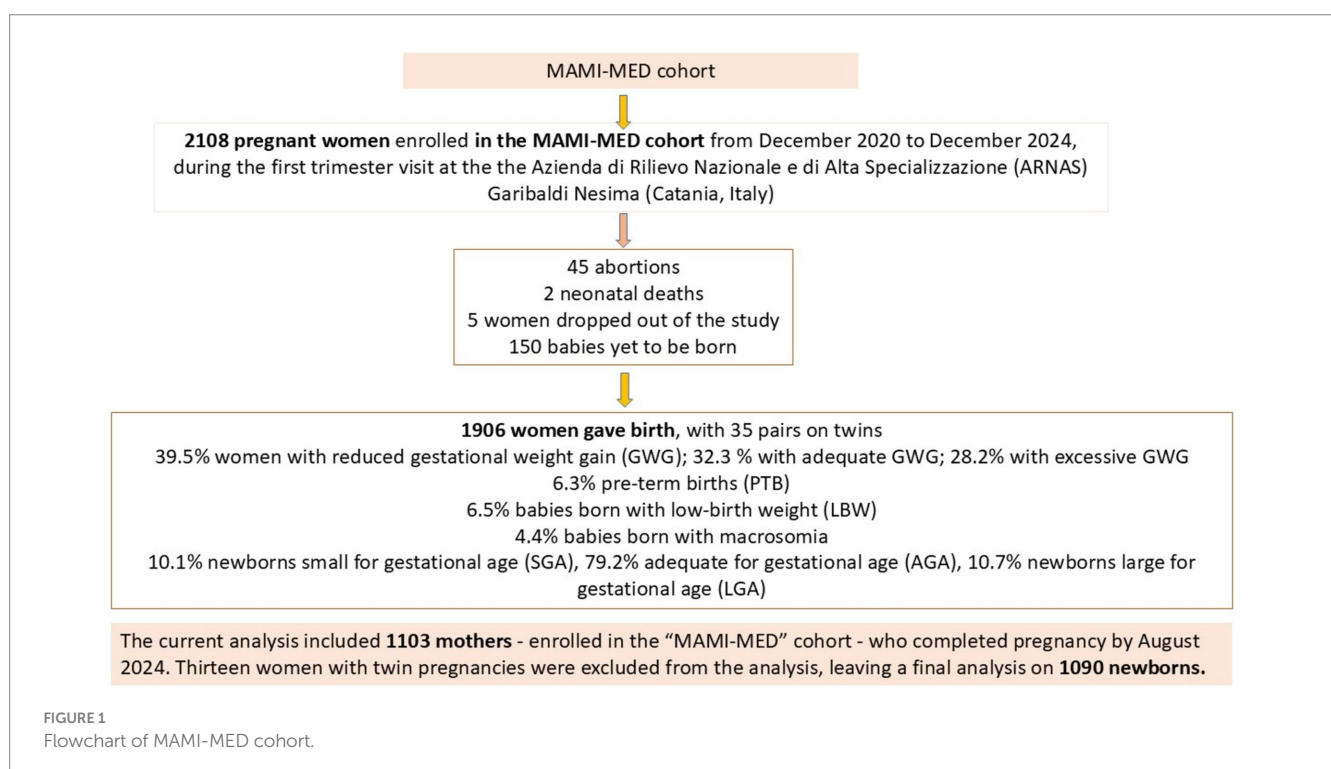 MAMI-MED cohort
2108 pregnant women enrolled in the MAMI-MED cohort from December 2020 to December 2024,
during the first trimester visit at the the Azienda di Rilievo Nazionale e di Alta Specializzazione (ARNAS)
Garibaldi Nesima (Catania, Italy)
45 abortions
2 neonatal deaths
5 women dropped out of the study
150 babies yet to be born
1906 women gave birth, with 35 pairs on twins
39.5% women with reduced gestational weight gain (GWG); 32.3 % with adequate GWG; 28.2% with excessive GWG
6.3% pre-term births (PTB)
6.5% babies born with low-birth weight (LBW)
4.4% babies born with macrosomia
10.1% newborns small for gestational age (SGA), 79.2% adequate for gestational age (AGA), 10.7% newborns large for
gestational age (LGA)
The current analysis included 1103 mothers - enrolled in the “MAMI-MED” cohort - who completed pregnancy by August
2024. Thirteen women with twin pregnancies were excluded from the analysis, leaving a final analysis on 1090 newborns.
FIGURE 1
Flowchart of MAMI-MED cohort.